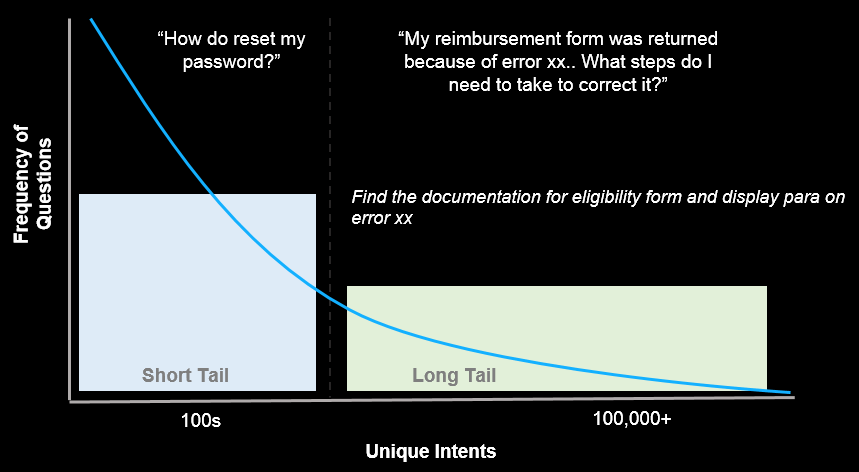 “How do reset my
password?”
“My reimbursement form was returned
because of error xx.. What steps do I
need to take to correct it?”
Frequency of
Questions
Find the documentation for eligibility form and display para on
error xx
Short Tail
Long Tail
100s
100,000+
Unique Intents